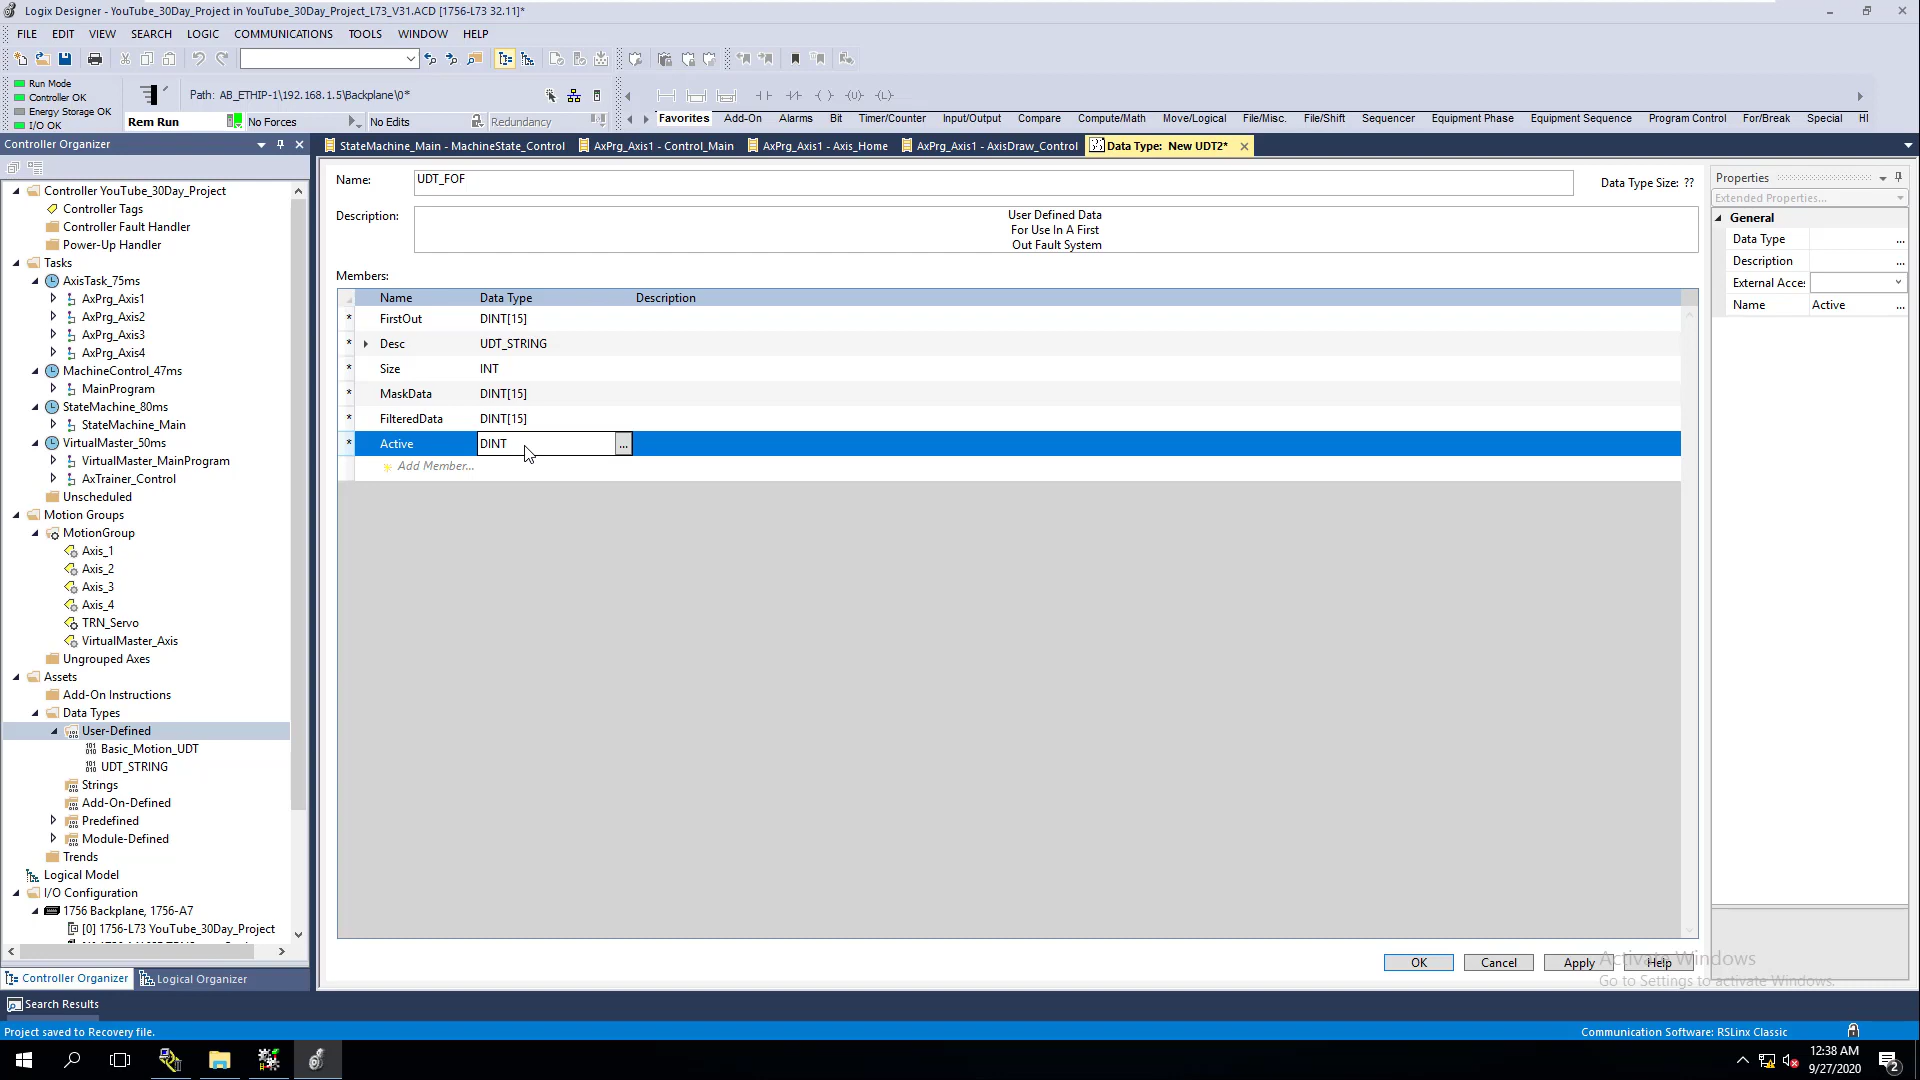 Logix Designer - YouTube_30Day_Project in YouTube_30Day_Project_L73_V31.ACD [1756-L73 32.11]*
FILE EDIT VIEW SEARCH LOGIC COMMUNICATIONS TOOLS WINDOW HELP
Run Mode
Controller OK
Energy Storage OK
I/O OK
Path: AB_ETHIP-1\192.168.1.5\Backplane\0*
Rem Run No Forces No Edits Redundancy
Favorites Add-On Alarms Bit Timer/Counter Input/Output Compare Compute/Math Move/Logical File/Misc. File/Shift Sequencer Equipment Phase Equipment Sequence Program Control For/Break Special HI
Controller Organizer
StateMachine_Main - MachineState_Control AxPrg_Axis1 - Control_Main AxPrg_Axis1 - Axis_Home AxPrg_Axis1 - AxisDraw_Control Data Type: New UDT2*
Controller YouTube_30Day_Project
Controller Tags
Controller Fault Handler
Power-Up Handler
Tasks
AxisTask_75ms
AxPrg_Axis1
AxPrg_Axis2
AxPrg_Axis3
AxPrg_Axis4
MachineControl_47ms
MainProgram
StateMachine_80ms
StateMachine_Main
VirtualMaster_50ms
VirtualMaster_MainProgram
AxTrainer_Control
Unscheduled
Motion Groups
MotionGroup
Axis_1
Axis_2
Axis_3
Axis_4
TRN_Servo
VirtualMaster_Axis
Ungrouped Axes
Assets
Add-On Instructions
Data Types
User-Defined
Basic_Motion_UDT
UDT_STRING
Strings
Add-On-Defined
Predefined
Module-Defined
Trends
Logical Model
I/O Configuration
1756 Backplane, 1756-A7
[0] 1756-L73 YouTube_30Day_Project
Controller Organizer Logical Organizer
Name: UDT_FOF Data Type Size: ??
Description: User Defined Data
For Use In A First
Out Fault System
Members:
Name Data Type Description
* FirstOut DINT[15]
* Desc UDT_STRING
* Size INT
* MaskData DINT[15]
* FilteredData DINT[15]
* Active DINT ...
Add Member...
OK Cancel Apply Help
Properties
Extended Properties...
General
Data Type ...
Description ...
External Acces
Name Active ...
Activate Windows
Go to Settings to activate Windows.
Search Results
Project saved to Recovery file. Communication Software: RSLinx Classic
12:38 AM
9/27/2020
2